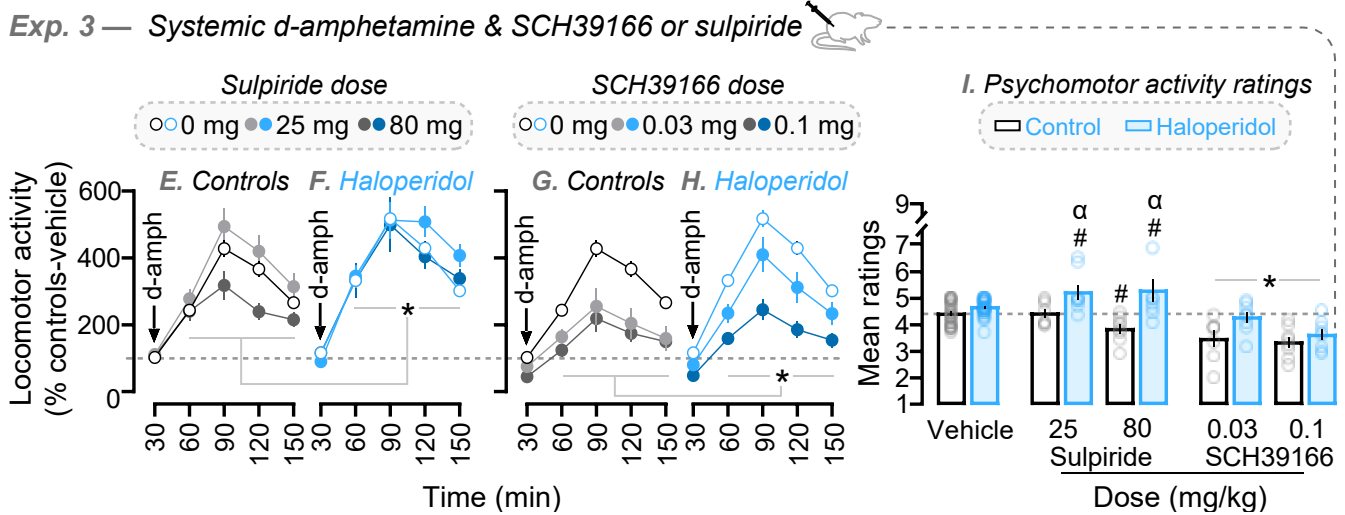 Exp. 3 — Systemic d-amphetamine & SCH39166 or sulpiride
Sulpiride dose
0 mg 25 mg 80 mg
SCH39166 dose
0 mg 0.03 mg 0.1 mg
I. Psychomotor activity ratings
Control Haloperidol
Locomotor activity
(% controls-vehicle)
600
400
200
0
E. Controls
d-amph
30 60 90 120 150
F. Haloperidol
d-amph
*
30 60 90 120 150
G. Controls
d-amph
30 60 90 120 150
H. Haloperidol
d-amph
*
30 60 90 120 150
Time (min)
Mean ratings
9
7
6
5
4
3
2
1
α
#
#
α
#
*
Vehicle
25 80
Sulpiride
0.03 0.1
SCH39166
Dose (mg/kg)